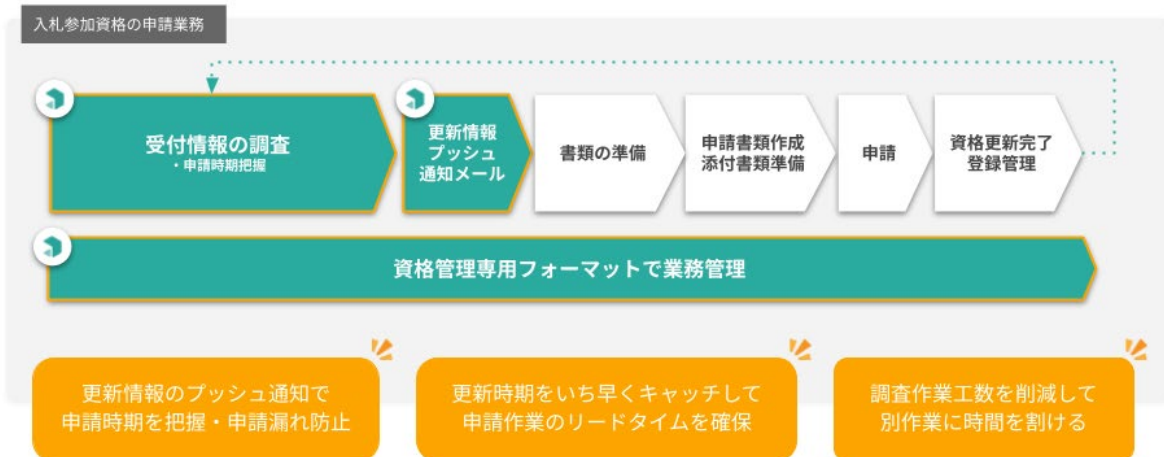 入札参加資格の申請業務
受付情報の調査
・申請時期把握
更新情報
プッシュ
通知メール
書類の準備
申請書類作成
添付書類準備
申請
資格更新完了
登録管理
資格管理専用フォーマットで業務管理
更新情報のプッシュ通知で
申請時期を把握・申請漏れ防止
更新時期をいち早くキャッチして
申請作業のリードタイムを確保
調査作業工数を削減して
別作業に時間を割ける